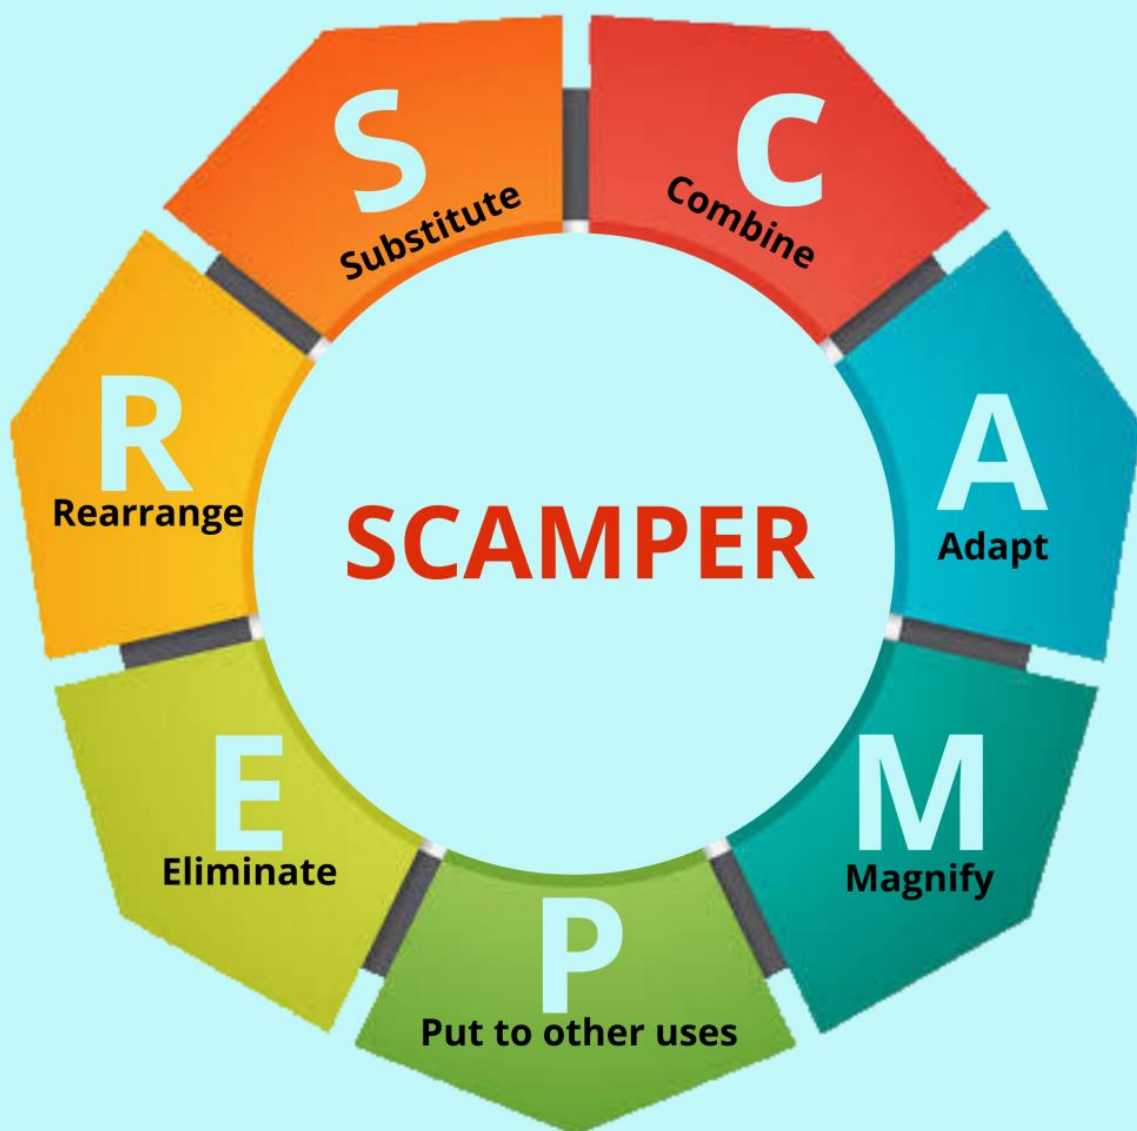 S
Substitute
C
Combine
A
Adapt
M
Magnify
P
Put to other uses
E
Eliminate
R
Rearrange
SCAMPER